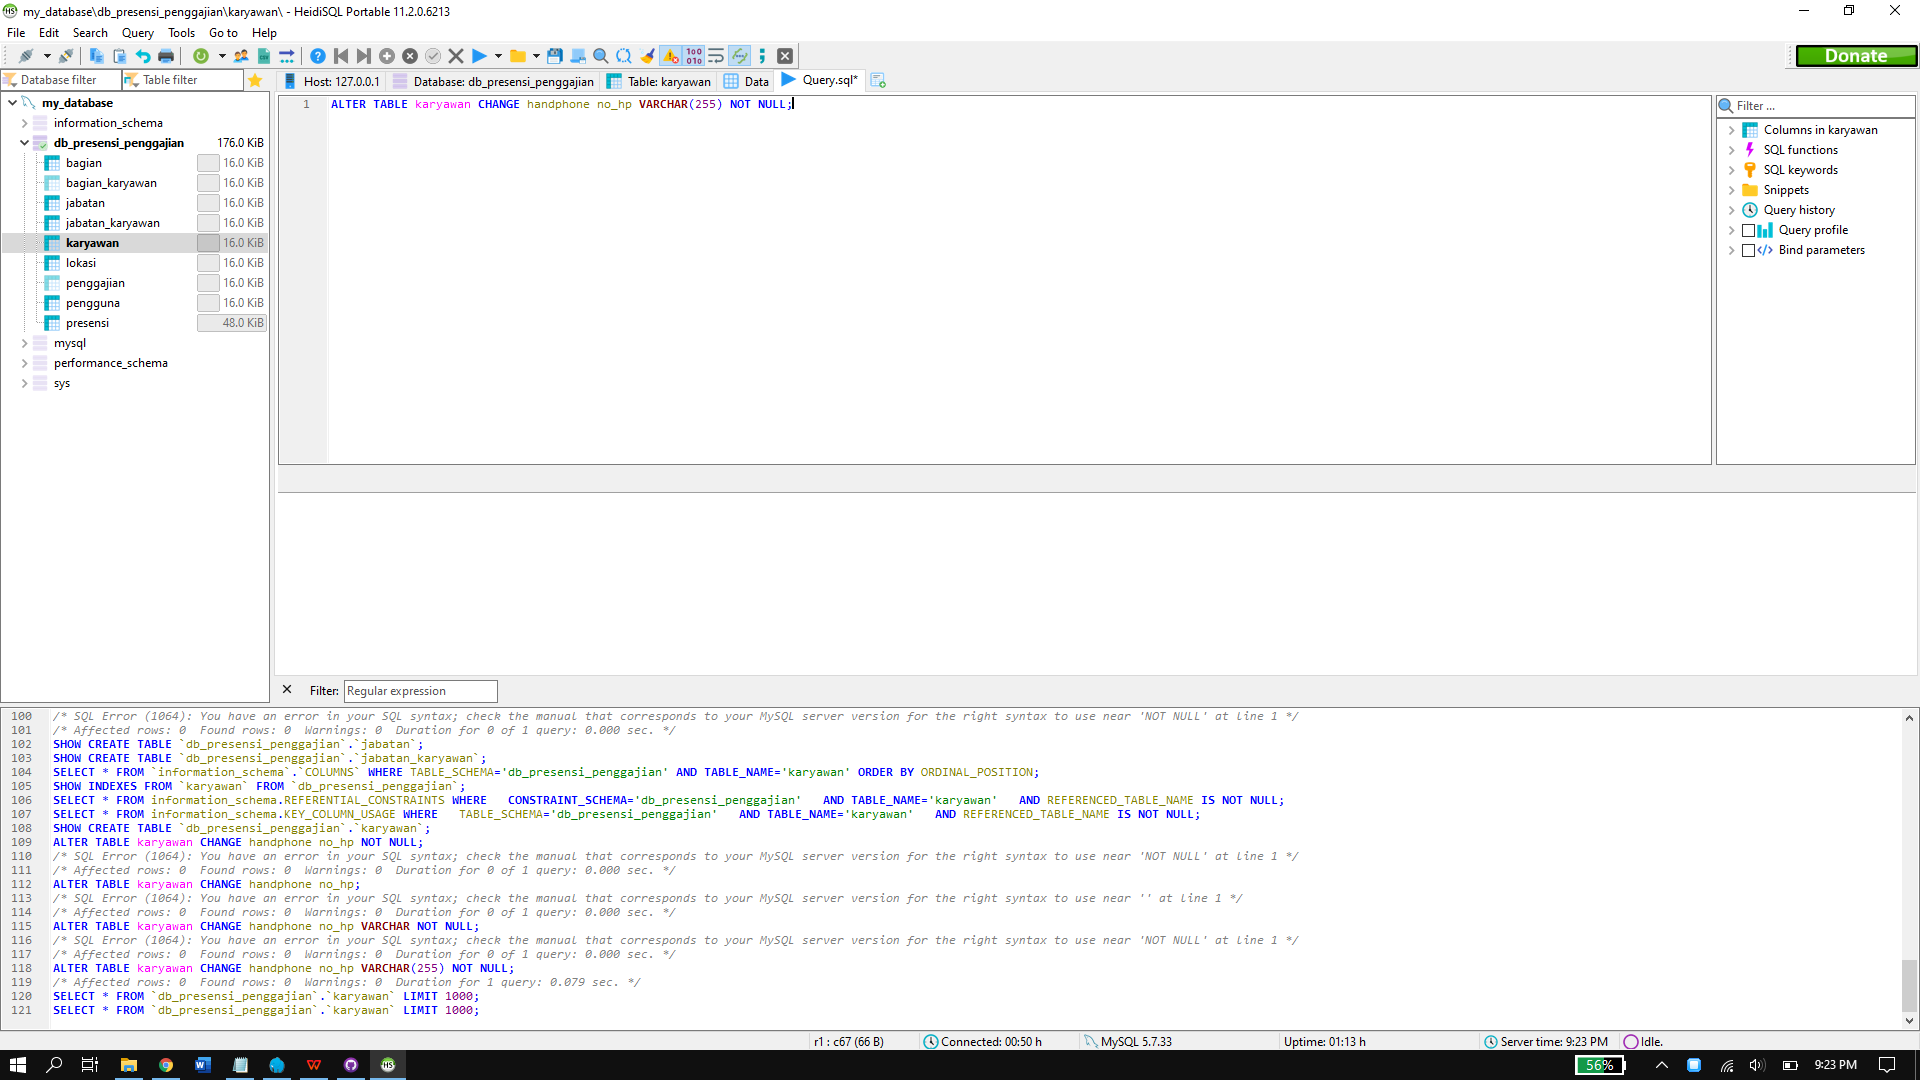 my_database\db_presensi_penggajian\karyawan\ - HeidiSQL Portable 11.2.0.6213
File Edit Search Query Tools Go to Help
Donate
Database filter Table filter
Host: 127.0.0.1 Database: db_presensi_penggajian Table: karyawan Data Query.sql*
my_database
information_schema
db_presensi_penggajian 176.0 KiB
bagian 16.0 KiB
bagian_karyawan 16.0 KiB
jabatan 16.0 KiB
jabatan_karyawan 16.0 KiB
karyawan 16.0 KiB
lokasi 16.0 KiB
penggajian 16.0 KiB
pengguna 16.0 KiB
presensi 48.0 KiB
mysql
performance_schema
sys
1 ALTER TABLE karyawan CHANGE handphone no_hp VARCHAR(255) NOT NULL;
Filter ...
Columns in karyawan
SQL functions
SQL keywords
Snippets
Query history
Query profile
Bind parameters
Filter: Regular expression
100 /* SQL Error (1064): You have an error in your SQL syntax; check the manual that corresponds to your MySQL server version for the right syntax to use near 'NOT NULL' at line 1 */
101 /* Affected rows: 0 Found rows: 0 Warnings: 0 Duration for 0 of 1 query: 0.000 sec. */
102 SHOW CREATE TABLE `db_presensi_penggajian`.`jabatan`;
103 SHOW CREATE TABLE `db_presensi_penggajian`.`jabatan_karyawan`;
104 SELECT * FROM `information_schema`.`COLUMNS` WHERE TABLE_SCHEMA='db_presensi_penggajian' AND TABLE_NAME='karyawan' ORDER BY ORDINAL_POSITION;
105 SHOW INDEXES FROM `karyawan` FROM `db_presensi_penggajian`;
106 SELECT * FROM information_schema.REFERENTIAL_CONSTRAINTS WHERE CONSTRAINT_SCHEMA='db_presensi_penggajian' AND TABLE_NAME='karyawan' AND REFERENCED_TABLE_NAME IS NOT NULL;
107 SELECT * FROM information_schema.KEY_COLUMN_USAGE WHERE TABLE_SCHEMA='db_presensi_penggajian' AND TABLE_NAME='karyawan' AND REFERENCED_TABLE_NAME IS NOT NULL;
108 SHOW CREATE TABLE `db_presensi_penggajian`.`karyawan`;
109 ALTER TABLE karyawan CHANGE handphone no_hp NOT NULL;
110 /* SQL Error (1064): You have an error in your SQL syntax; check the manual that corresponds to your MySQL server version for the right syntax to use near 'NOT NULL' at line 1 */
111 /* Affected rows: 0 Found rows: 0 Warnings: 0 Duration for 0 of 1 query: 0.000 sec. */
112 ALTER TABLE karyawan CHANGE handphone no_hp;
113 /* SQL Error (1064): You have an error in your SQL syntax; check the manual that corresponds to your MySQL server version for the right syntax to use near '' at line 1 */
114 /* Affected rows: 0 Found rows: 0 Warnings: 0 Duration for 0 of 1 query: 0.000 sec. */
115 ALTER TABLE karyawan CHANGE handphone no_hp VARCHAR NOT NULL;
116 /* SQL Error (1064): You have an error in your SQL syntax; check the manual that corresponds to your MySQL server version for the right syntax to use near 'NOT NULL' at line 1 */
117 /* Affected rows: 0 Found rows: 0 Warnings: 0 Duration for 0 of 1 query: 0.000 sec. */
118 ALTER TABLE karyawan CHANGE handphone no_hp VARCHAR(255) NOT NULL;
119 /* Affected rows: 0 Found rows: 0 Warnings: 0 Duration for 1 query: 0.079 sec. */
120 SELECT * FROM `db_presensi_penggajian`.`karyawan` LIMIT 1000;
121 SELECT * FROM `db_presensi_penggajian`.`karyawan` LIMIT 1000;
r1 : c67 (66 B) Connected: 00:50 h MySQL 5.7.33 Uptime: 01:13 h Server time: 9:23 PM Idle.
56% 9:23 PM